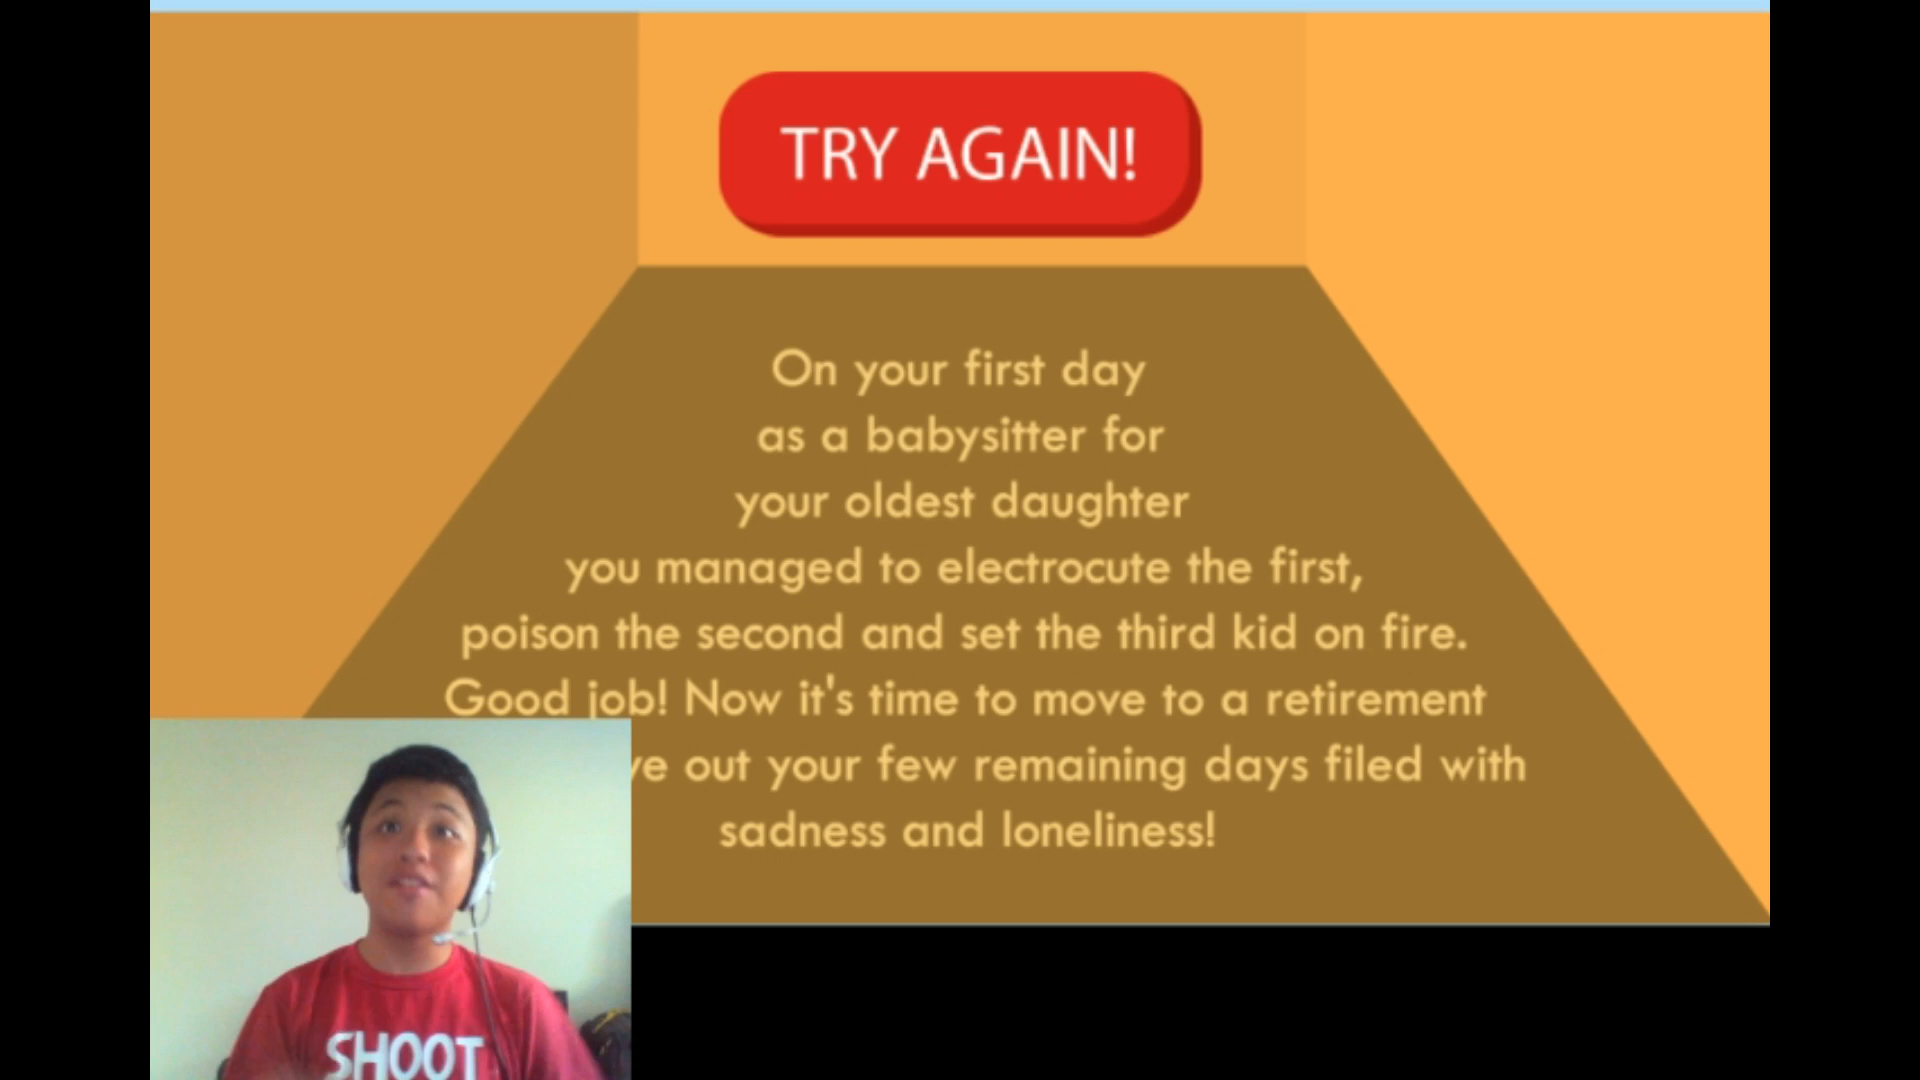 TRY AGAIN!
On your first day
as a babysitter for
your oldest daughter
you managed to electrocute the first,
poison the second and set the third kid on fire.
Good job! Now it's time to move to a retirement
out your few remaining days filed with
sadness and loneliness!
SHOOT